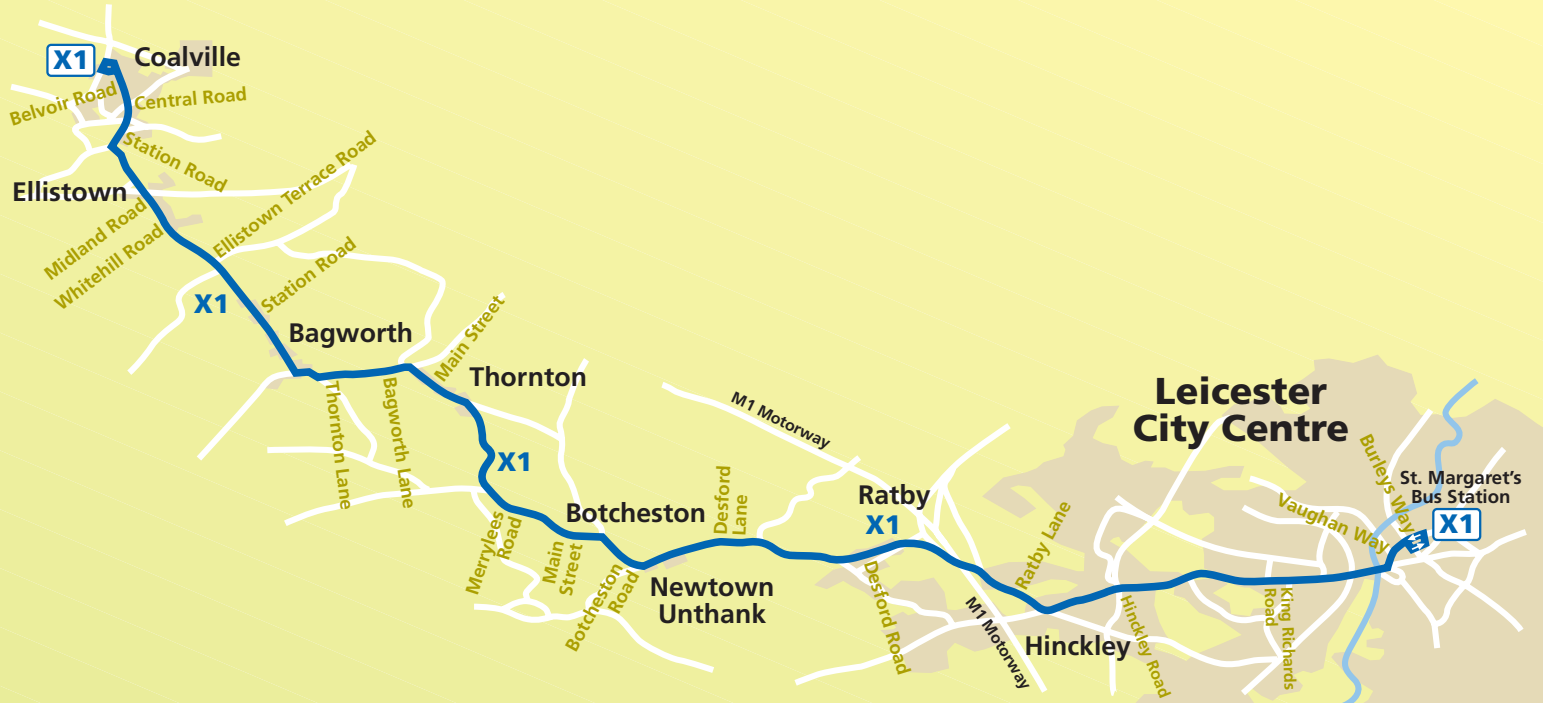 X1
Coalville
Belvoir Road
Central Road
Station Road
Ellistown
Ellistown Terrace Road
Midland Road
Whitehill Road
X1
Station Road
Bagworth
Main Street
Thornton
Thornton Lane
Bagworth Lane
X1
M1 Motorway
Leicester
City Centre
Merrylees
Road
Main
Street
Botcheston
Botcheston
Road
Desford
Lane
Newtown
Unthank
Ratby
X1
Desford Road
Ratby Lane
M1 Motorway
Hinckley
Hinckley Road
King Richards
Road
Vaughan Way
Burleys Way
St. Margaret's
Bus Station
X1